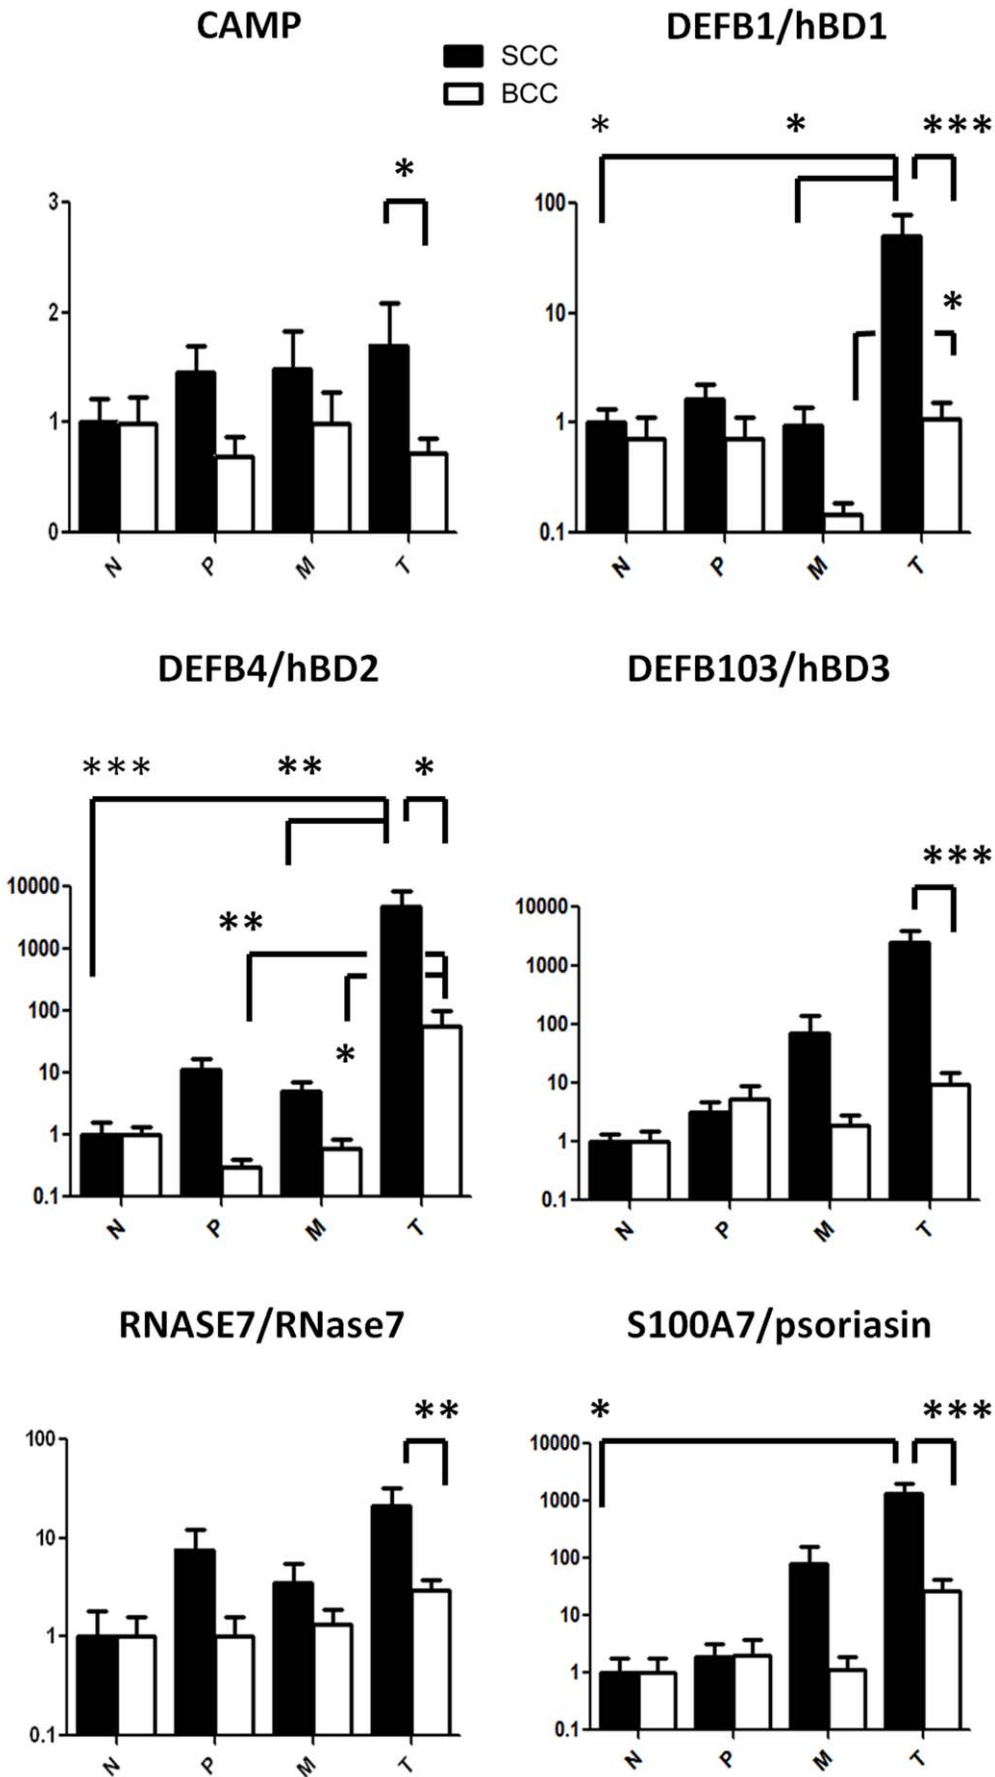 CAMP
DEFB1/hBD1
SCC
BCC
*
3
2
1
0
N P M T
* * ***
*
100
10
1
0.1
N P M T
DEFB4/hBD2
DEFB103/hBD3
*** ** *
**
*
10000
1000
100
10
1
0.1
N P M T
***
10000
1000
100
10
1
0.1
N P M T
RNASE7/RNase7
S100A7/psoriasin
**
100
10
1
0.1
N P M T
* ***
10000
1000
100
10
1
0.1
N P M T